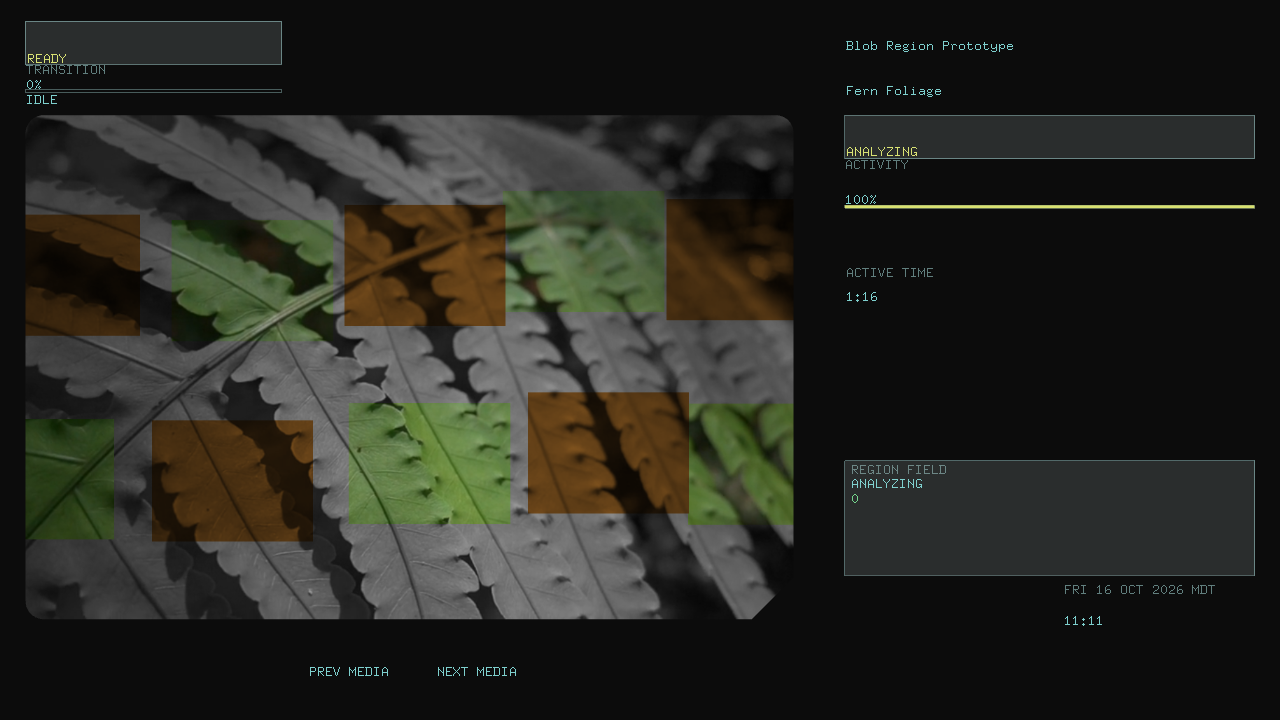 READY
TRANSITION
0%
IDLE
Blob Region Prototype
Fern Foliage
ANALYZING
ACTIVITY
100%
ACTIVE TIME
1:16
REGION FIELD
ANALYZING
0
FRI 16 OCT 2026 MDT
11:11
PREV MEDIA
NEXT MEDIA